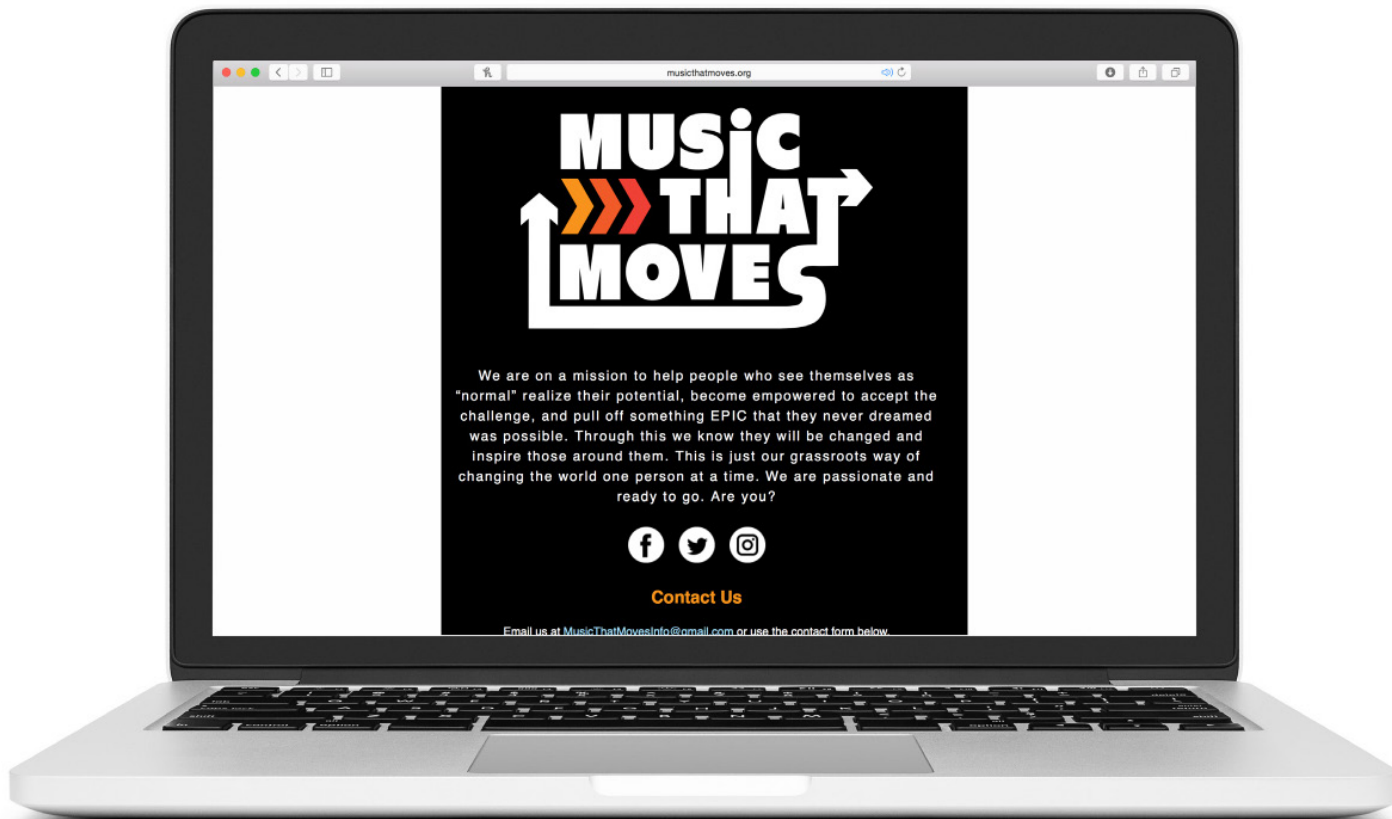 musicthatmoves.org
MUSiC
THAT
MOVES
We are on a mission to help people who see themselves as
“normal” realize their potential, become empowered to accept the
challenge, and pull off something EPIC that they never dreamed
was possible. Through this we know they will be changed and
inspire those around them. This is just our grassroots way of
changing the world one person at a time. We are passionate and
ready to go. Are you?
Contact Us
Email us at MusicThatMovesInfo@gmail.com or use the contact form below.